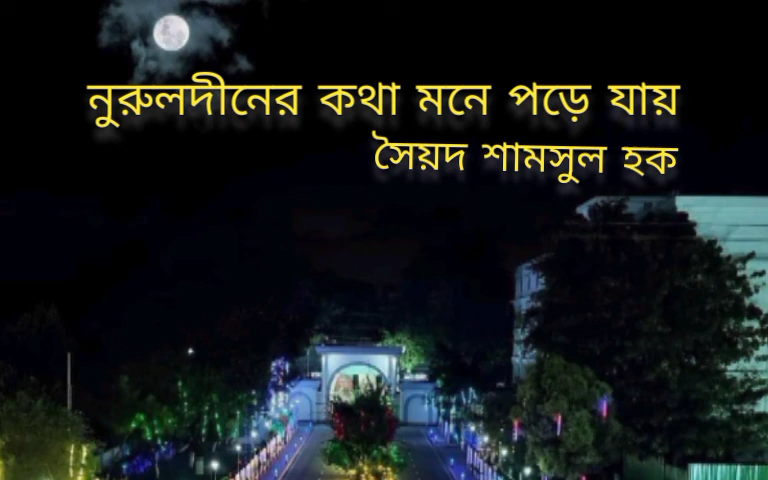 নুরুলদীনের কথা মনে পড়ে যায়
সৈয়দ শামসুল হক